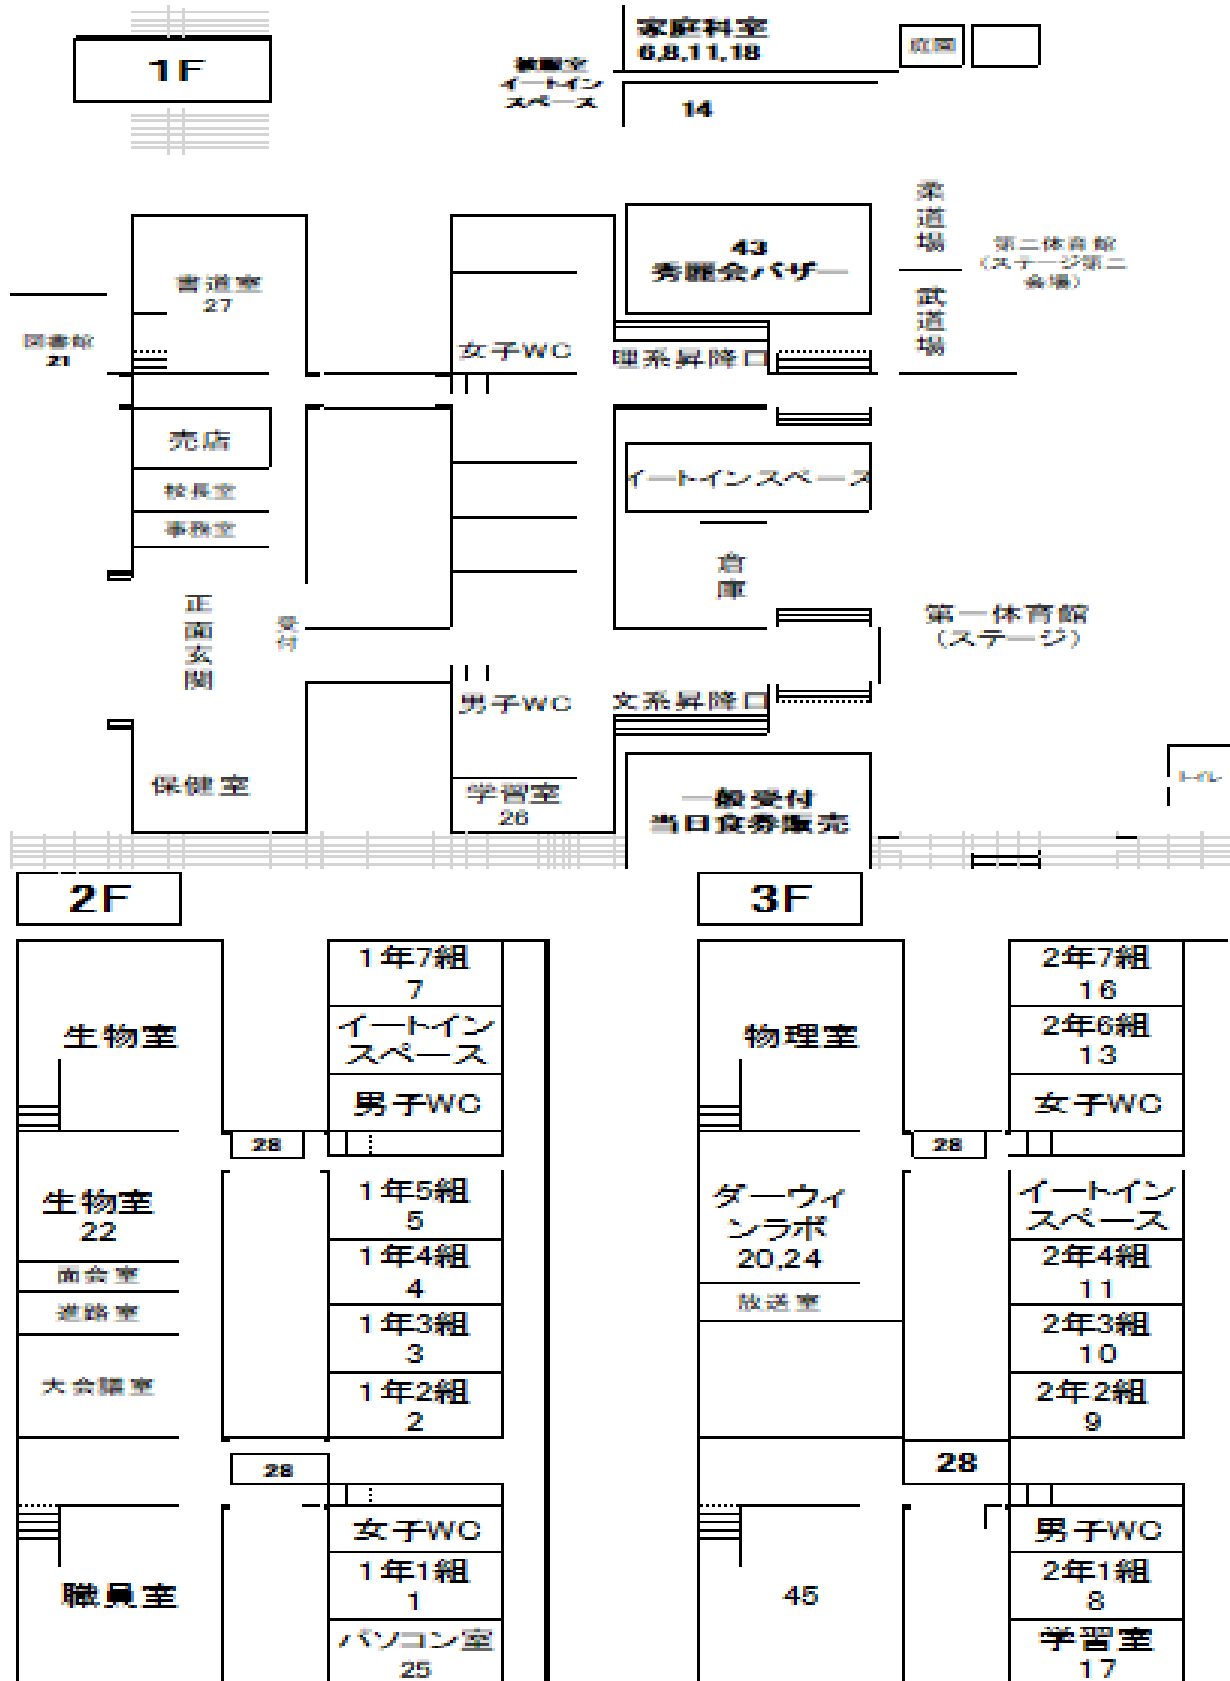 1F
家庭科室
6,8,11,18
被服室
イートイン
スペース
14
庭園
柔道場
武道場
第二体育館
(ステージ第二
会場)
43
秀麗会バザー
書道室
27
図書館
21
女子WC
理系昇降口
売店
校長室
事務室
イートインスペース
倉庫
正面玄関
受付
第一体育館
(ステージ)
男子WC
文系昇降口
保健室
学習室
26
一般受付
当日食券販売
トイレ
2F
1年7組
7
生物室
イートイン
スペース
男子WC
28
生物室
22
1年5組
5
面会室
1年4組
4
進路室
1年3組
3
大会議室
1年2組
2
28
女子WC
職員室
1年1組
1
パソコン室
25
3F
2年7組
16
物理室
2年6組
13
女子WC
28
ダーウィ
ンラボ
20,24
イートイン
スペース
放送室
2年4組
11
2年3組
10
2年2組
9
28
男子WC
45
2年1組
8
学習室
17